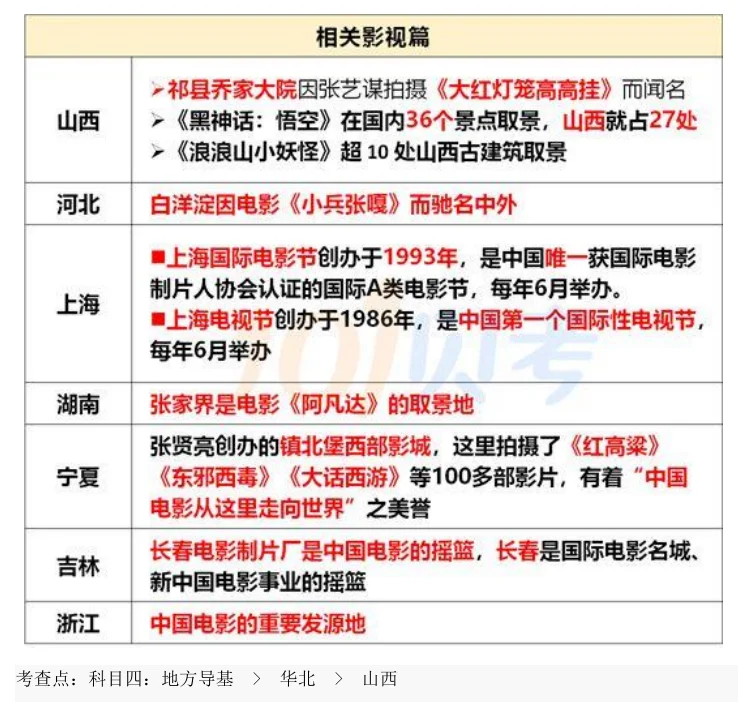 相关影视篇
山西
➢祁县乔家大院因张艺谋拍摄《大红灯笼高高挂》而闻名
➢《黑神话：悟空》在国内36个景点取景，山西就占27处
➢《浪浪山小妖怪》超 10 处山西古建筑取景
河北
白洋淀因电影《小兵张嘎》而驰名中外
上海
■上海国际电影节创办于1993年，是中国唯一获国际电影
制片人协会认证的国际A类电影节，每年6月举办。
■上海电视节创办于1986年，是中国第一个国际性电视节，
每年6月举办
湖南
张家界是电影《阿凡达》的取景地
宁夏
张贤亮创办的镇北堡西部影城，这里拍摄了《红高粱》
《东邪西毒》《大话西游》等100多部影片，有着“中国
电影从这里走向世界”之美誉
吉林
长春电影制片厂是中国电影的摇篮，长春是国际电影名城、
新中国电影事业的摇篮
浙江
中国电影的重要发源地
考查点：科目四：地方导基 > 华北 > 山西